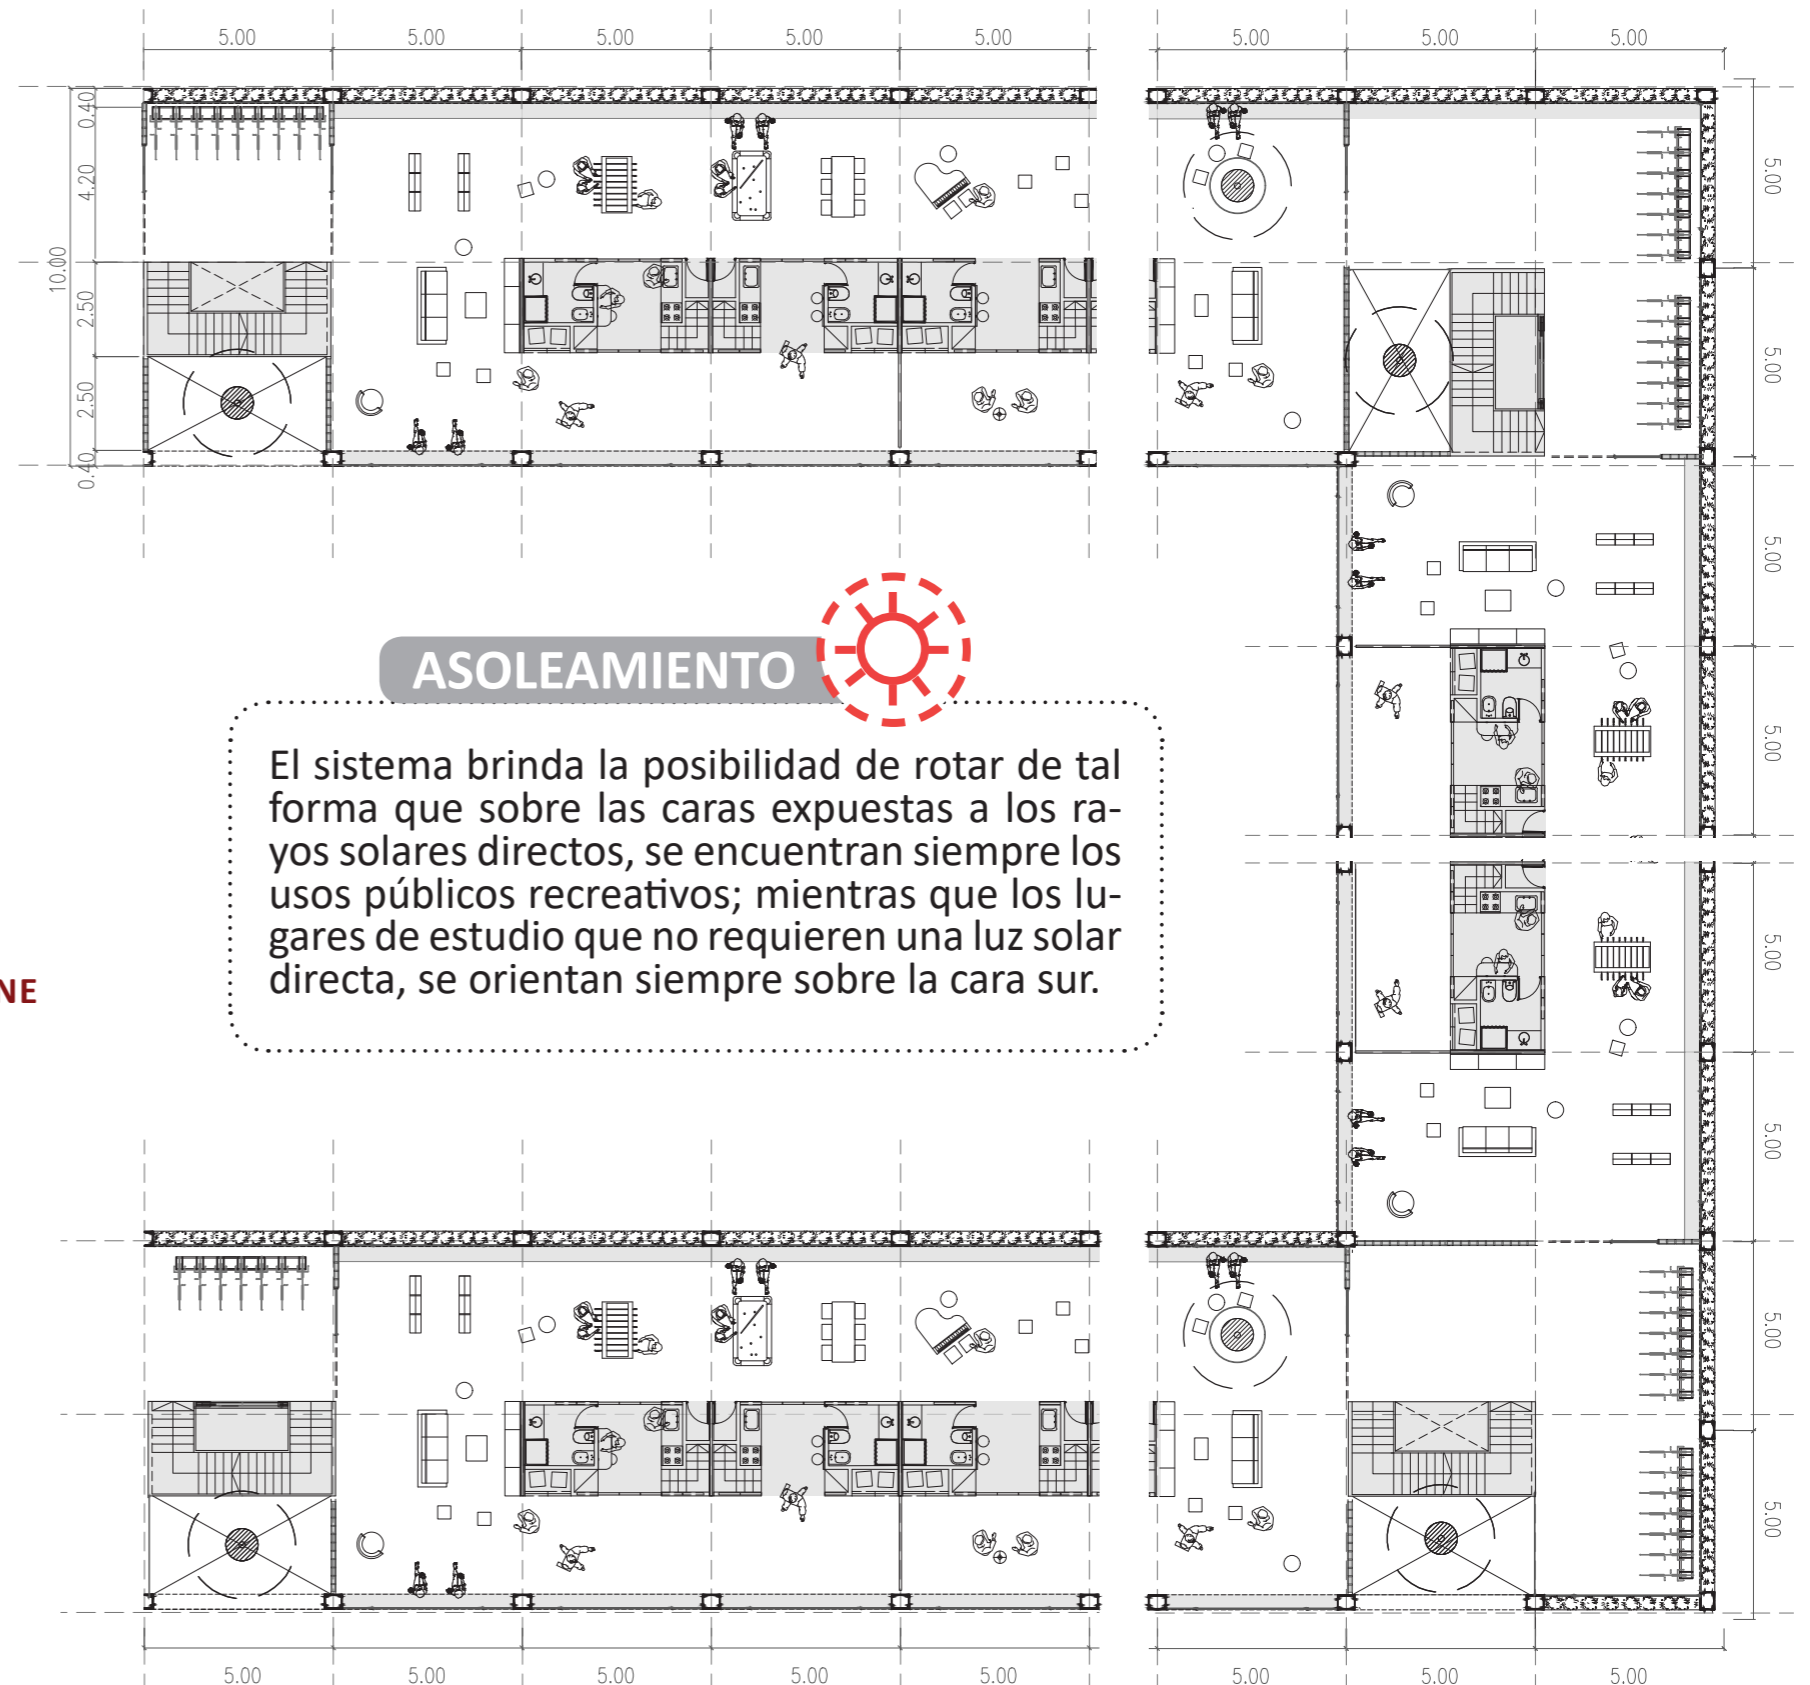 5.00 5.00 5.00 5.00 5.00 5.00 5.00 5.00
0.40
4.20
10.00
2.50
2.50
0.40
5.00
5.00
5.00
5.00
5.00
5.00
5.00
5.00
ASOLEAMIENTO
El sistema brinda la posibilidad de rotar de tal
forma que sobre las caras expuestas a los ra-
yos solares directos, se encuentran siempre los
usos públicos recreativos; mientras que los lu-
gares de estudio que no requieren una luz solar
directa, se orientan siempre sobre la cara sur.
NE
5.00 5.00 5.00 5.00 5.00 5.00 5.00 5.00